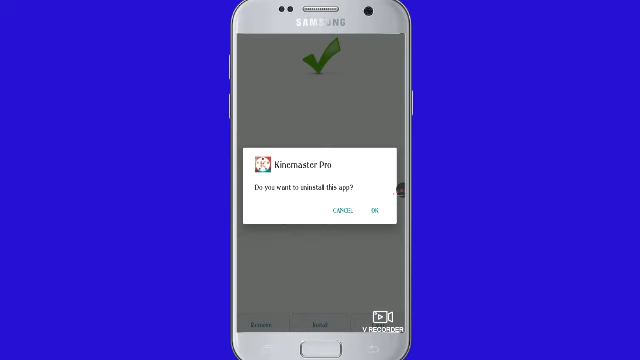 SAMSUNG
Kinemaster Pro
Do you want to uninstall this app?
CANCEL OK
Remove Install
V RECORDER